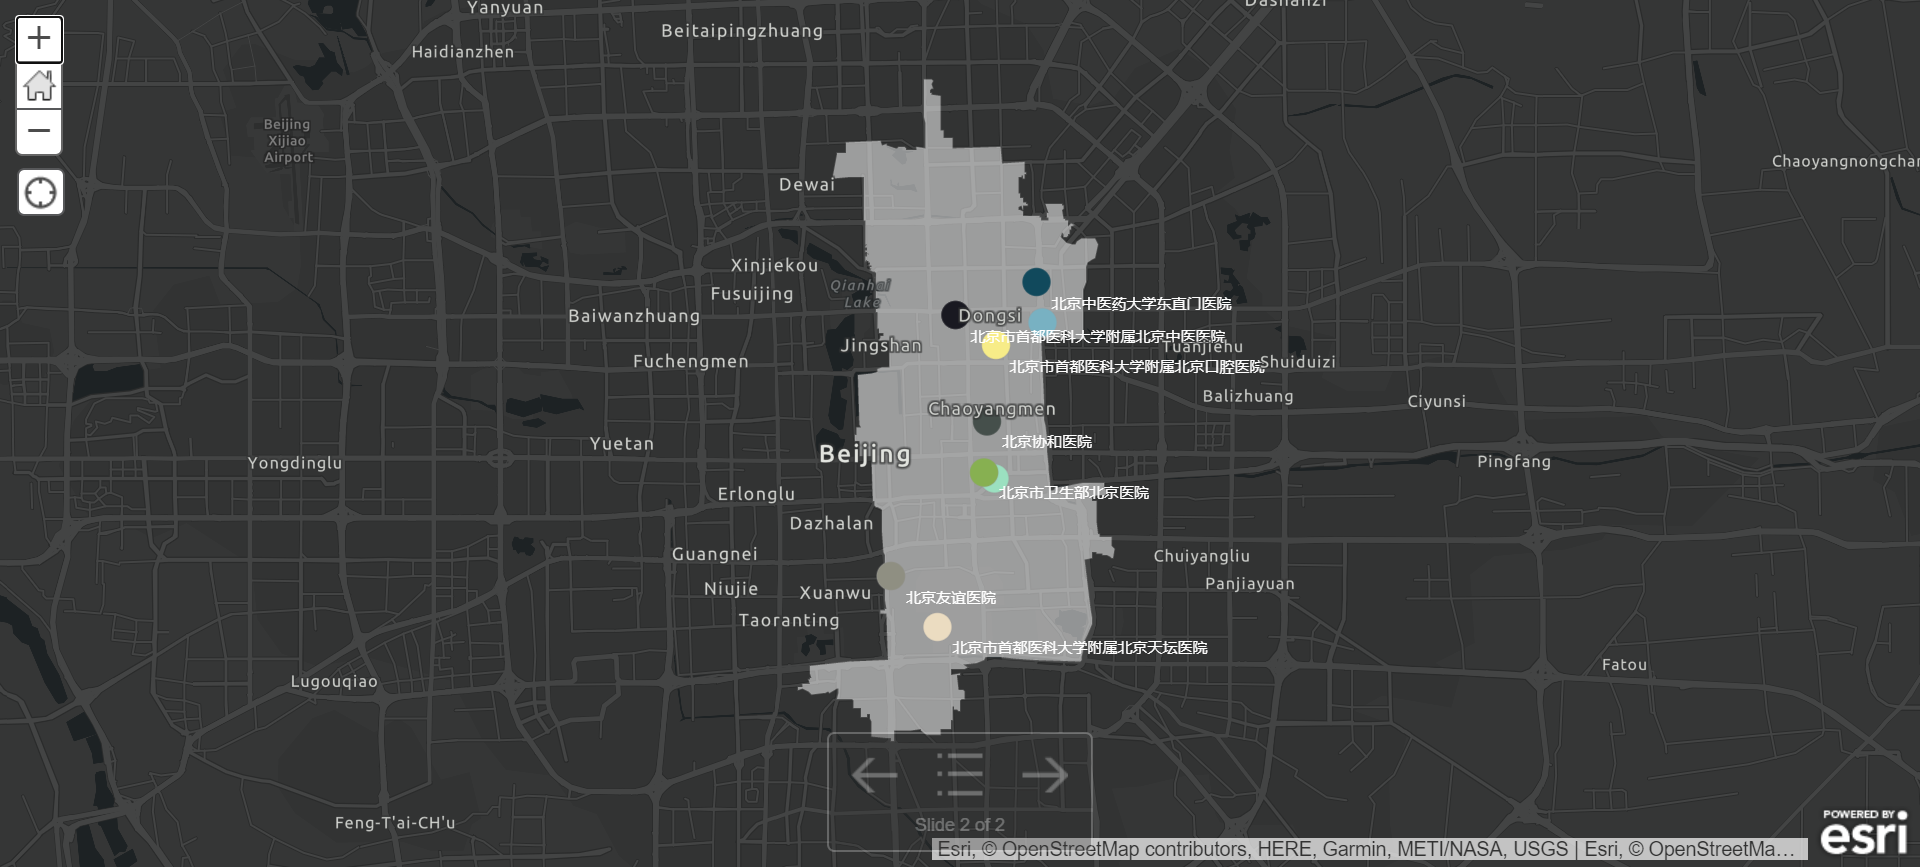 Yanyuan
Dashanzi
Beitaipingzhuang
Haidianzhen
Beijing
Xijiao
Airport
Chaoyangnongchan
Dewai
Xinjiekou
Qianhai
Lake
Fusuijing
北京中医药大学东直门医院
Baiwanzhuang
Dongsi
北京市首都医科大学附属北京中医医院
Jingshan
Tuanjiehu
Fuchengmen
北京市首都医科大学附属北京口腔医院
Shuiduizi
Balizhuang
Ciyunsi
Chaoyangmen
Yuetan
北京协和医院
Beijing
Yongdinglu
Pingfang
Erlonglu
北京市卫生部北京医院
Dazhalan
Guangnei
Chuiyangliu
Panjiayuan
Niujie
Xuanwu
北京友谊医院
Taoranting
北京市首都医科大学附属北京天坛医院
Fatou
Lugouqiao
Feng-T'ai-CH'u
Slide 2 of 2
POWERED BY
esri
Esri, © OpenStreetMap contributors, HERE, Garmin, METI/NASA, USGS | Esri, © OpenStreetMa...